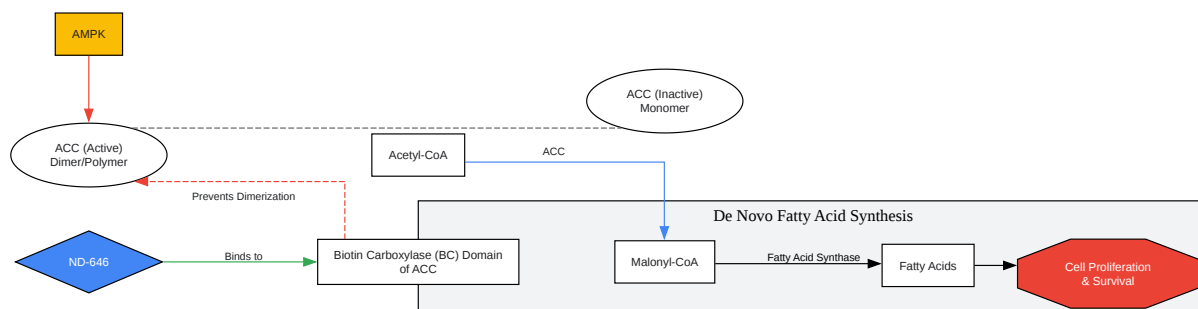 AMPK
ACC (Inactive)
Monomer
ACC (Active)
Dimer/Polymer
Acetyl-CoA
ACC
Prevents Dimerization
De Novo Fatty Acid Synthesis
ND-646
Binds to
Biotin Carboxylase (BC) Domain
of ACC
Malonyl-CoA
Fatty Acid Synthase
Fatty Acids
Cell Proliferation
& Survival